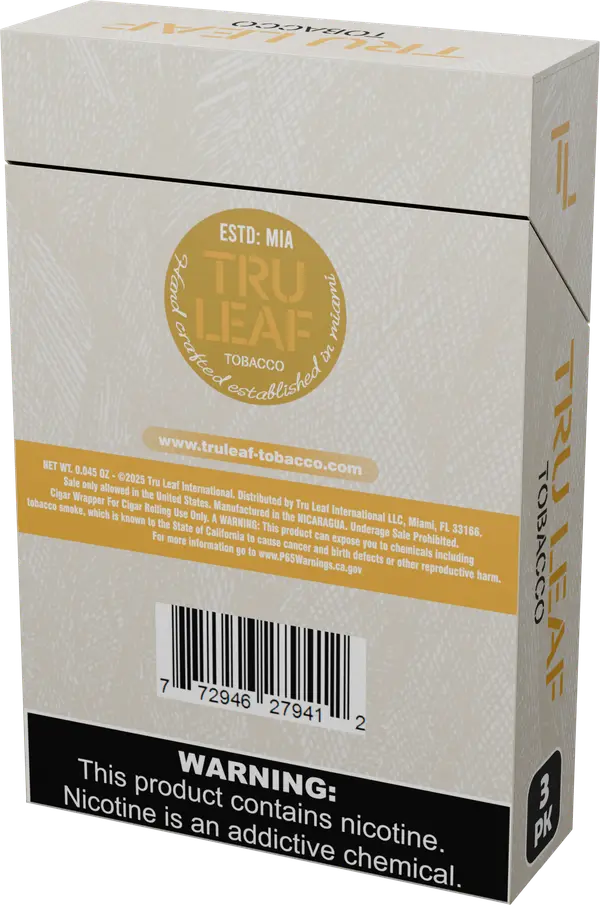 TRU LEAF
TOBACCO
ESTD: MIA
TRU
LEAF
TOBACCO
Hand crafted established in miami
www.truleaf-tobacco.com
NET WT. 0.045 OZ - ©2025 Tru Leaf International. Distributed by Tru Leaf International LLC, Miami, FL 33166.
Sale only allowed in the United States. Manufactured in the NICARAGUA. Underage Sale Prohibited.
Cigar Wrapper For Cigar Rolling Use Only. A WARNING: This product can expose you to chemicals including
tobacco smoke, which is known to the State of California to cause cancer and birth defects or other reproductive harm.
For more information go to www.P65Warnings.ca.gov
7 72946 27941 2
WARNING:
This product contains nicotine.
Nicotine is an addictive chemical.
TL
TRU LEAF
TOBACCO
3
PK